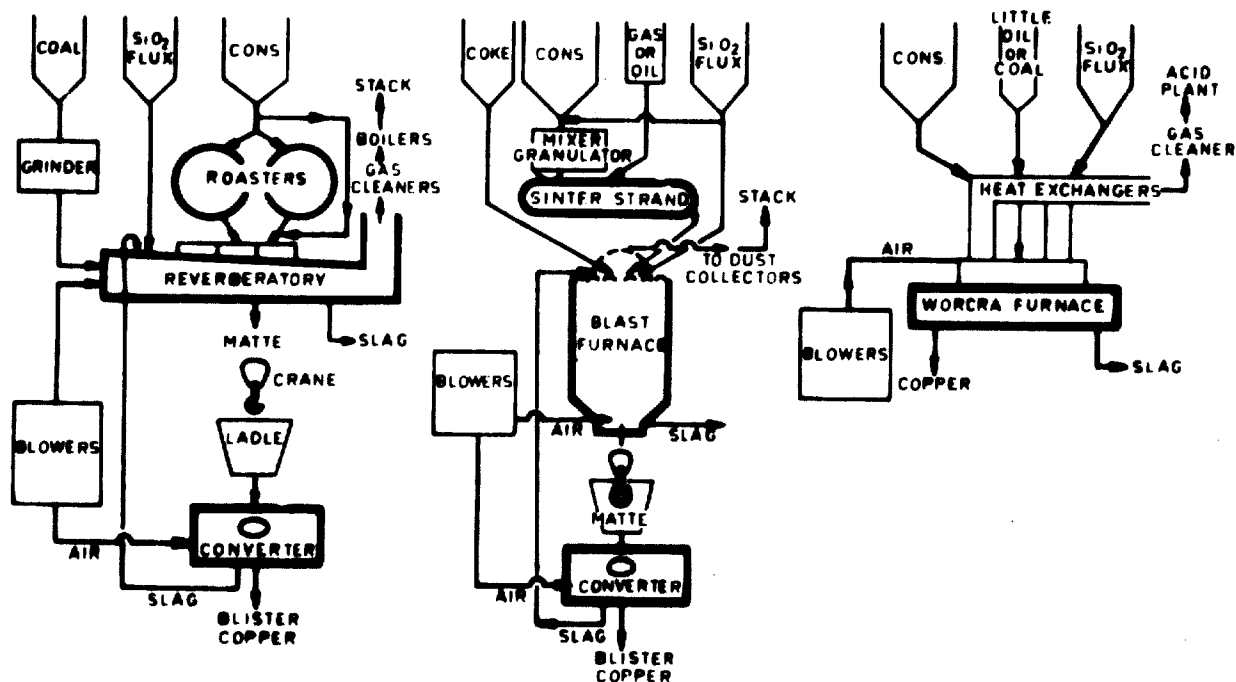 COAL
SiO2
FLUX
CONS
STACK
BOILERS
GAS
CLEANERS
GRINDER
ROASTERS
REVERBERATORY
MATTE
SLAG
CRANE
BLOWERS
LADLE
AIR
CONVERTER
SLAG
BLISTER
COPPER
COKE
CONS
GAS
OR
OIL
SiO2
FLUX
MIXER
GRANULATOR
SINTER STRAND
STACK
TO DUST
COLLECTORS
BLAST
FURNACE
BLOWERS
AIR
SLAG
MATTE
CONVERTER
AIR
SLAG
BLISTER
COPPER
CONS
LITTLE
OIL OR
COAL
SiO2
FLUX
ACID
PLANT
GAS
CLEANER
HEAT EXCHANGERS
AIR
WORCRA FURNACE
BLOWERS
COPPER
SLAG